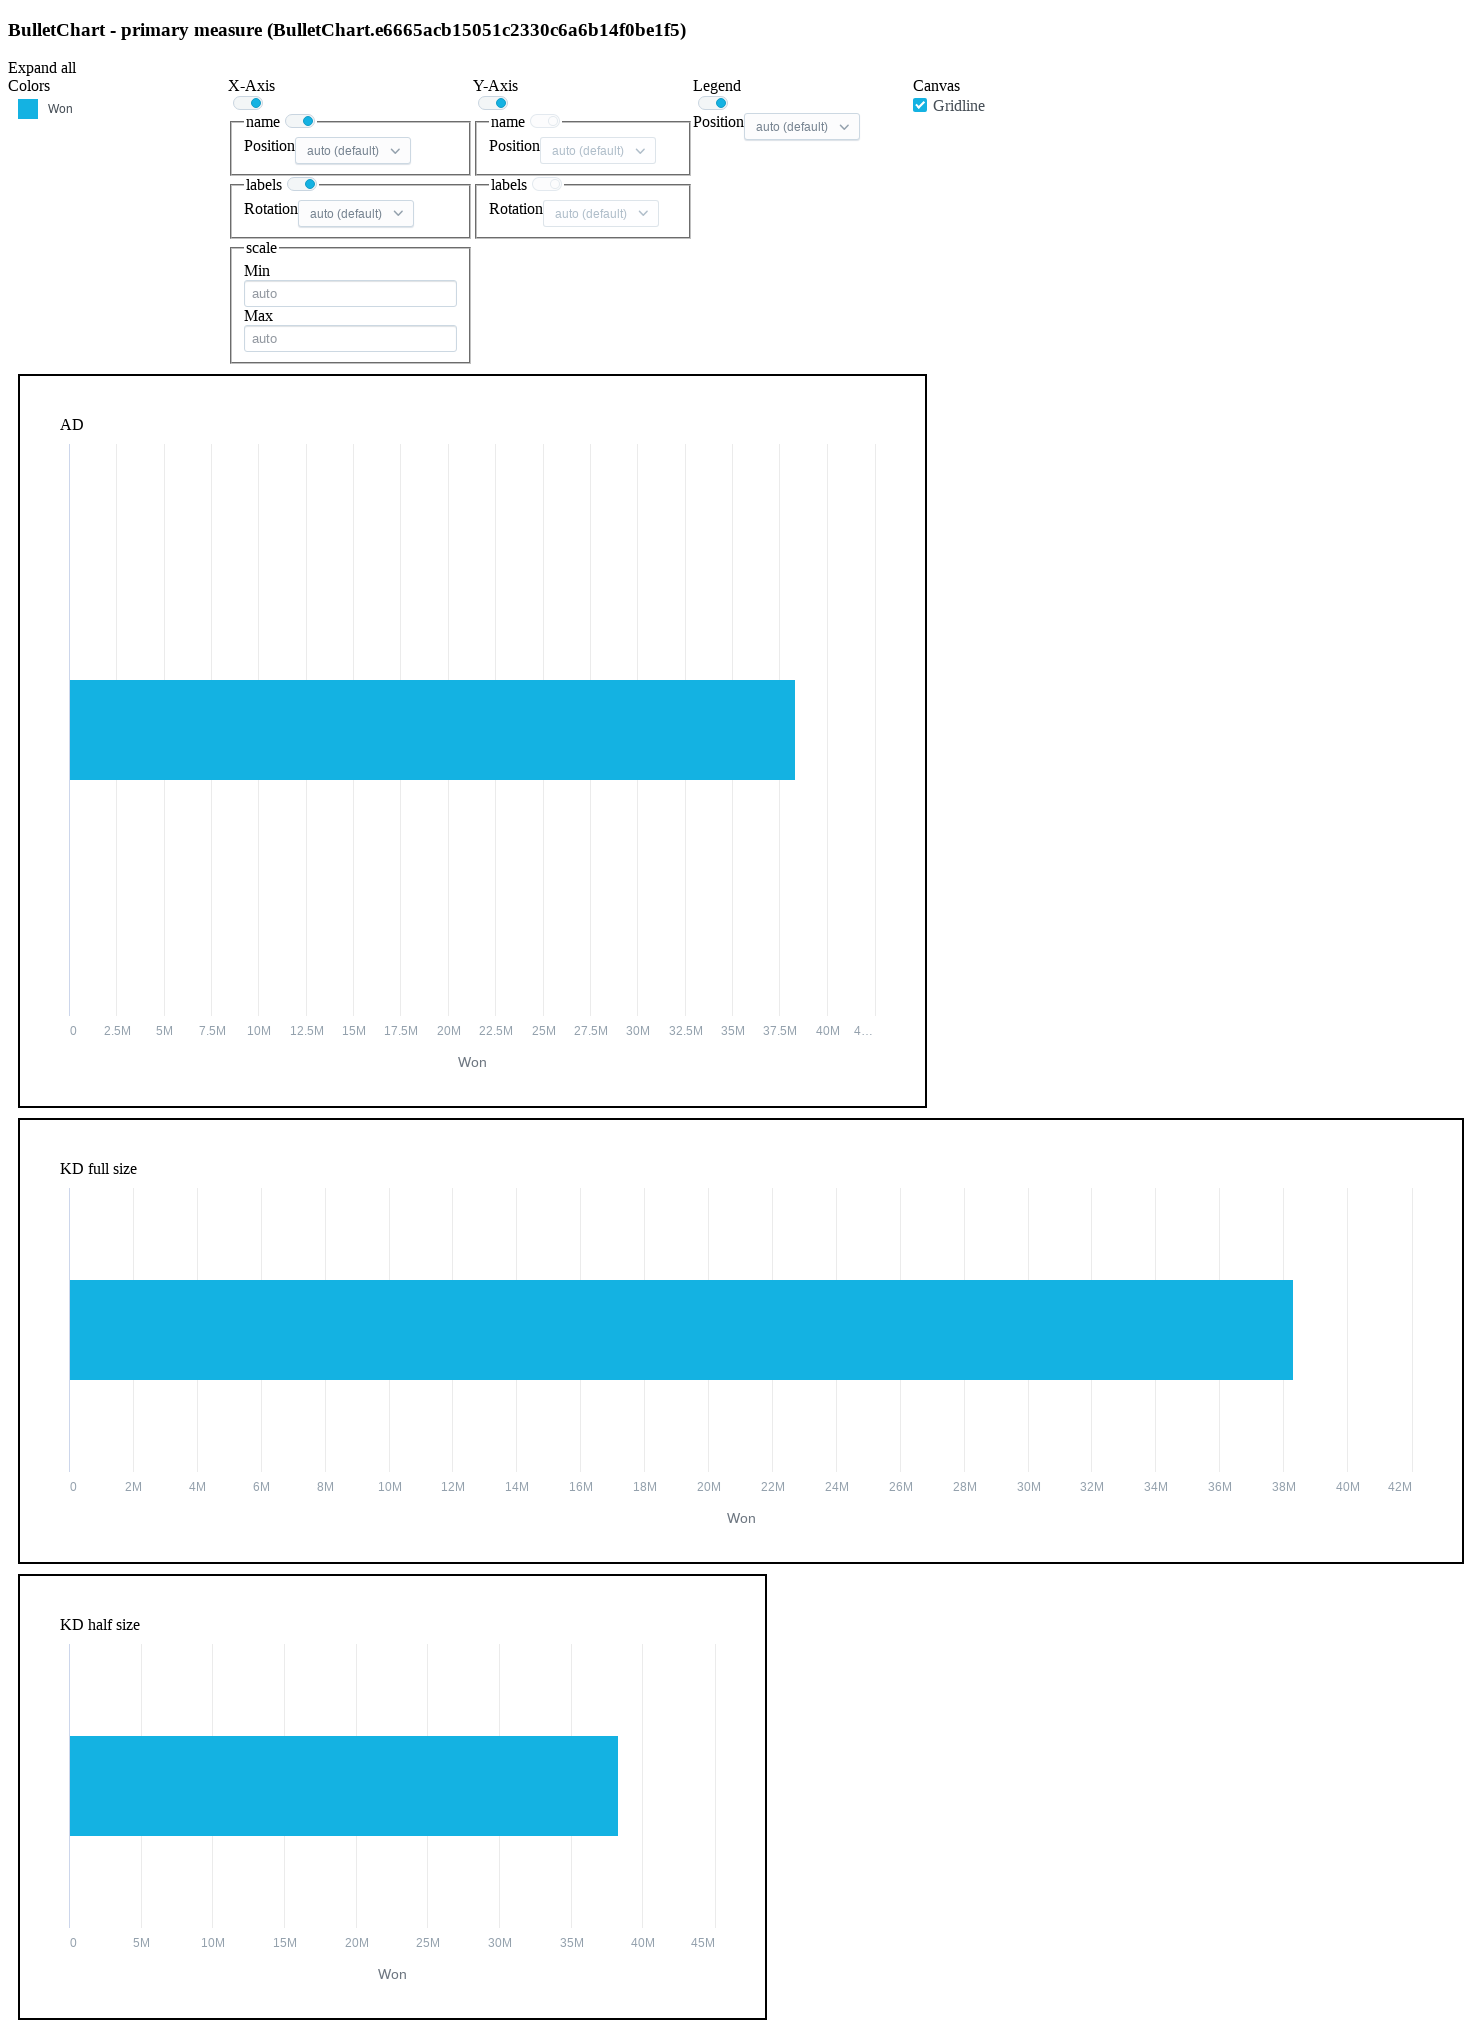 BulletChart - primary measure (BulletChart.e6665acb15051c2330c6a6b14f0be1f5)
Expand all
Colors
Won
X-Axis
name
Position auto (default)
labels
Rotation auto (default)
scale
Min
auto
Max
auto
Y-Axis
name
Position auto (default)
labels
Rotation auto (default)
Legend
Position auto (default)
Canvas
Gridline
AD
0 2.5M 5M 7.5M 10M 12.5M 15M 17.5M 20M 22.5M 25M 27.5M 30M 32.5M 35M 37.5M 40M 4…
Won
KD full size
0 2M 4M 6M 8M 10M 12M 14M 16M 18M 20M 22M 24M 26M 28M 30M 32M 34M 36M 38M 40M 42M
Won
KD half size
0 5M 10M 15M 20M 25M 30M 35M 40M 45M
Won